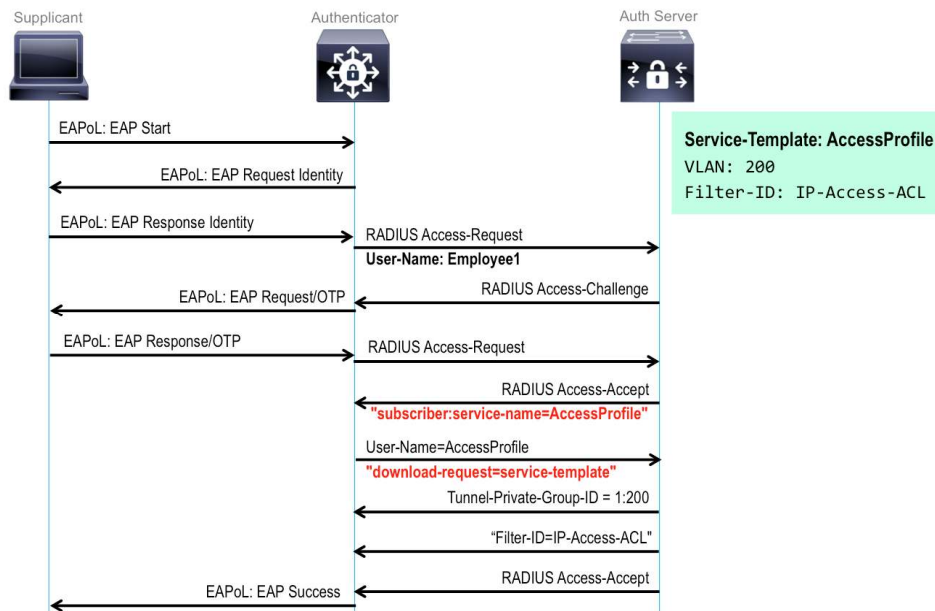 Supplicant
Authenticator
Auth Server
EAPoL: EAP Start
Service-Template: AccessProfile
VLAN: 200
Filter-ID: IP-Access-ACL
EAPoL: EAP Request Identity
EAPoL: EAP Response Identity
RADIUS Access-Request
User-Name: Employee1
RADIUS Access-Challenge
EAPoL: EAP Request/OTP
EAPoL: EAP Response/OTP
RADIUS Access-Request
RADIUS Access-Accept
"subscriber:service-name=AccessProfile"
User-Name=AccessProfile
"download-request=service-template"
Tunnel-Private-Group-ID = 1:200
“Filter-ID=IP-Access-ACL"
RADIUS Access-Accept
EAPoL: EAP Success